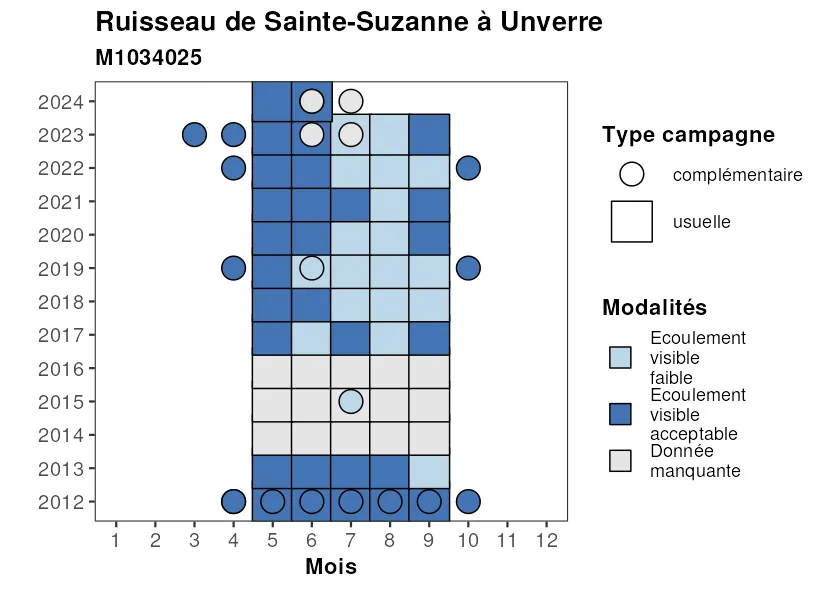 Ruisseau de Sainte-Suzanne à Unverre
M1034025
2024
2023
2022
2021
2020
2019
2018
2017
2016
2015
2014
2013
2012
1 2 3 4 5 6 7 8 9 10 11 12
Mois
Type campagne
complémentaire
usuelle
Modalités
Ecoulement
visible
faible
Ecoulement
visible
acceptable
Donnée
manquante